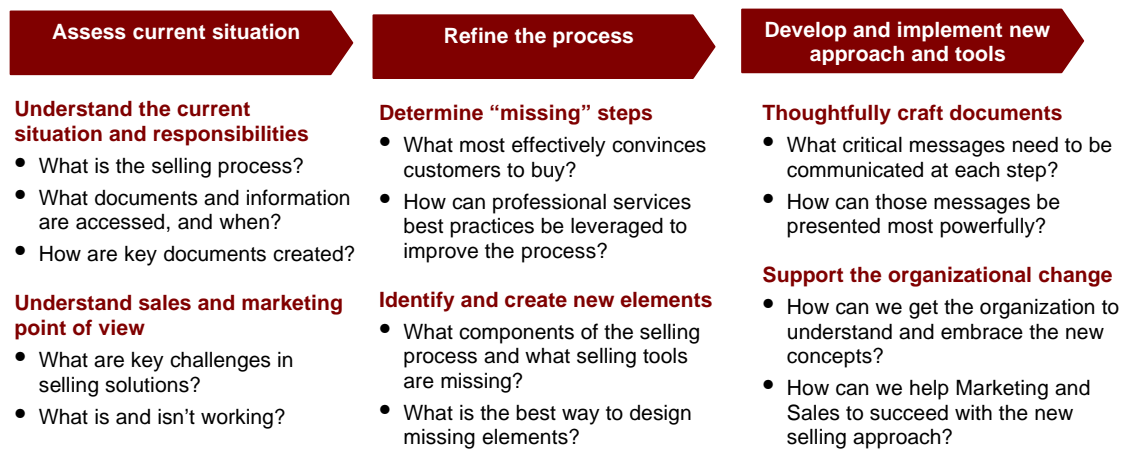 Assess current situation
Understand the current
situation and responsibilities
• What is the selling process?
• What documents and information
are accessed, and when?
• How are key documents created?
Understand sales and marketing
point of view
• What are key challenges in
selling solutions?
• What is and isn’t working?
Refine the process
Determine “missing” steps
• What most effectively convinces
customers to buy?
• How can professional services
best practices be leveraged to
improve the process?
Identify and create new elements
• What components of the selling
process and what selling tools
are missing?
• What is the best way to design
missing elements?
Develop and implement new
approach and tools
Thoughtfully craft documents
• What critical messages need to be
communicated at each step?
• How can those messages be
presented most powerfully?
Support the organizational change
• How can we get the organization to
understand and embrace the new
concepts?
• How can we help Marketing and
Sales to succeed with the new
selling approach?